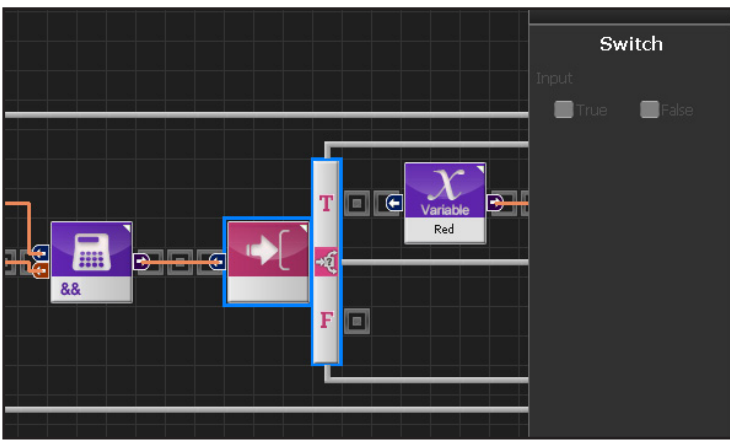 Switch
Input
True
False
T
x
Variable
Red
&&
?
F